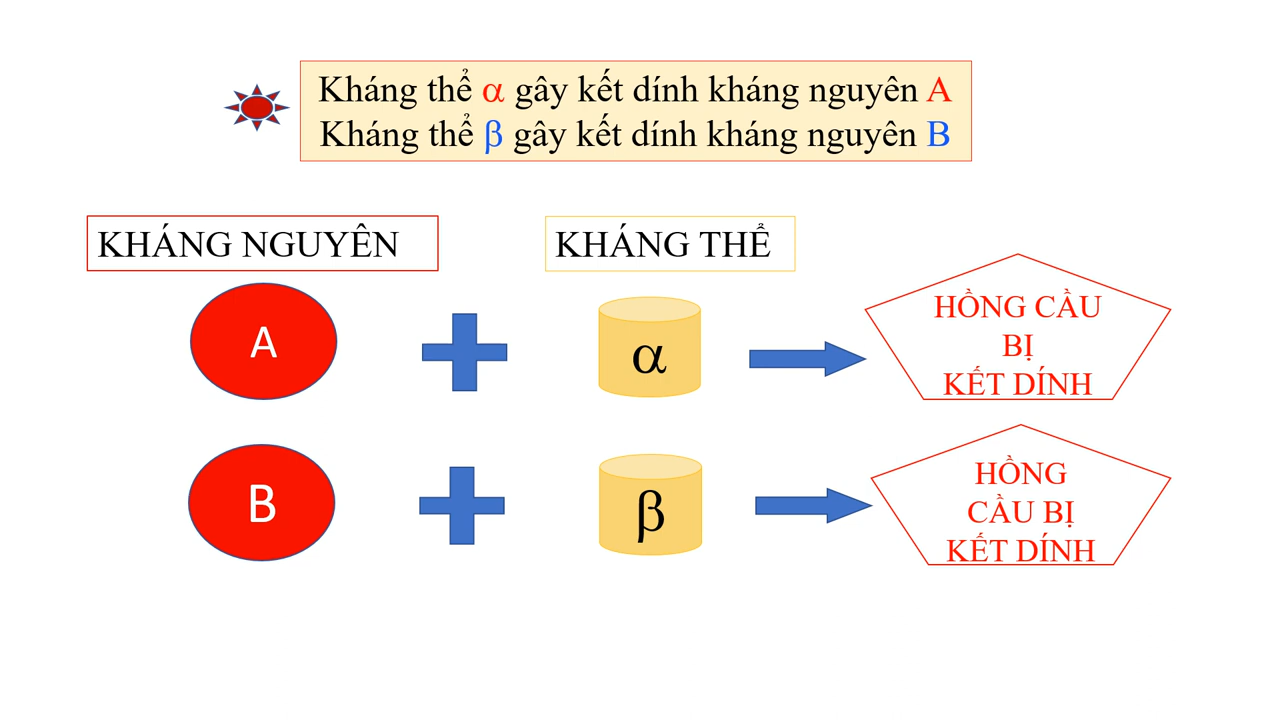 Kháng thể α gây kết dính kháng nguyên A
Kháng thể β gây kết dính kháng nguyên B
KHÁNG NGUYÊN
KHÁNG THỂ
A
α
HỒNG CẦU
BỊ
KẾT DÍNH
B
β
HỒNG
CẦU BỊ
KẾT DÍNH